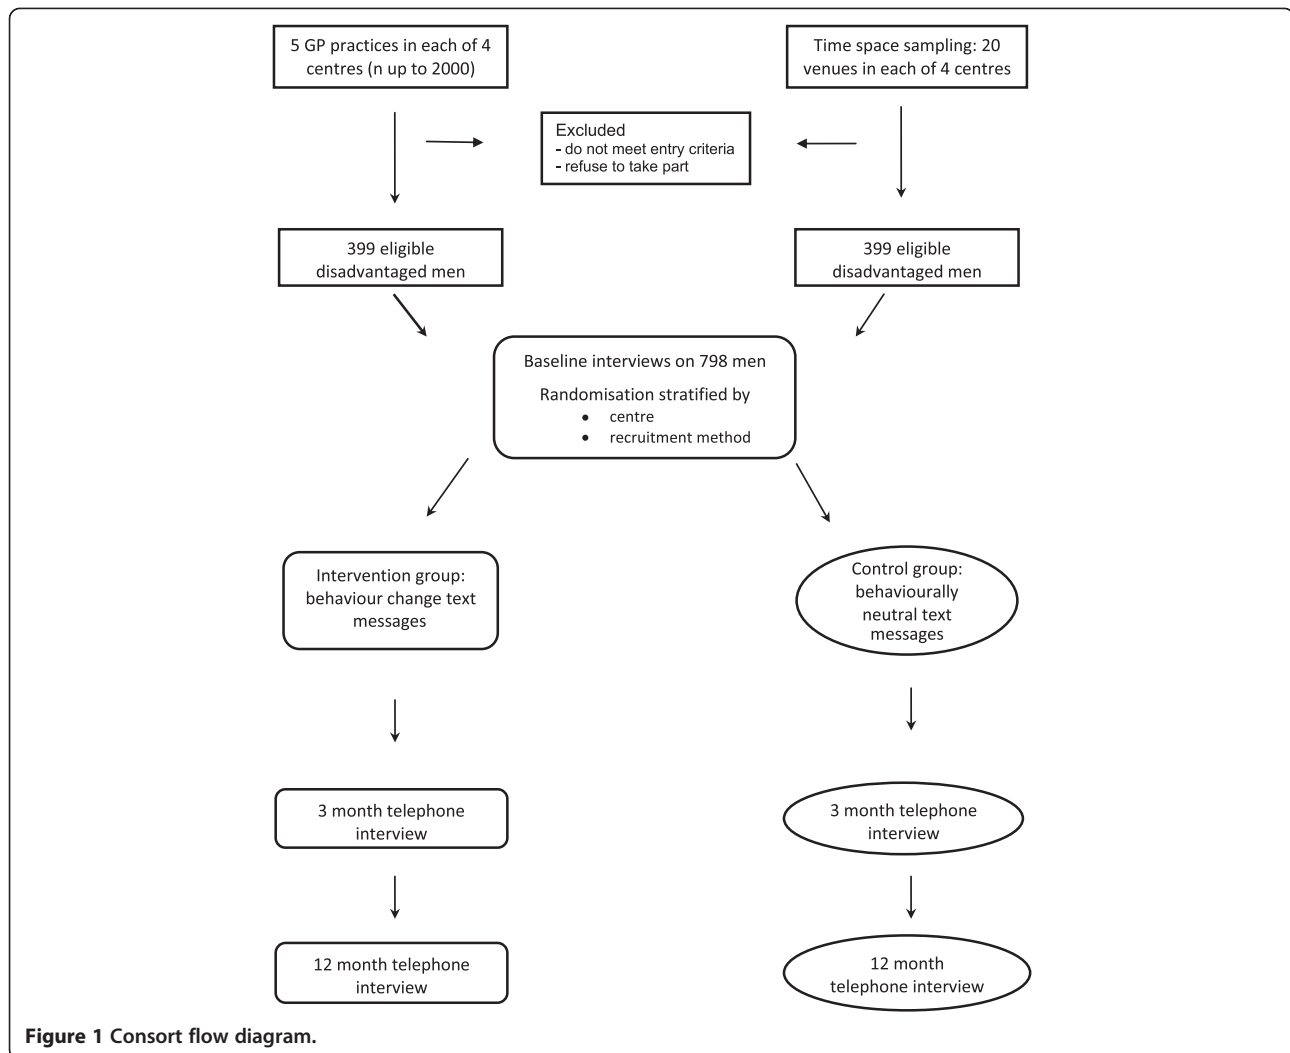 5 GP practices in each of 4
centres (n up to 2000)
Time space sampling: 20
venues in each of 4 centres
Excluded
- do not meet entry criteria
- refuse to take part
399 eligible
disadvantaged men
399 eligible
disadvantaged men
Baseline interviews on 798 men
Randomisation stratified by
• centre
• recruitment method
Intervention group:
behaviour change text
messages
Control group:
behaviourally
neutral text
messages
3 month telephone
interview
3 month telephone
interview
12 month telephone
interview
12 month
telephone interview
Figure 1 Consort flow diagram.